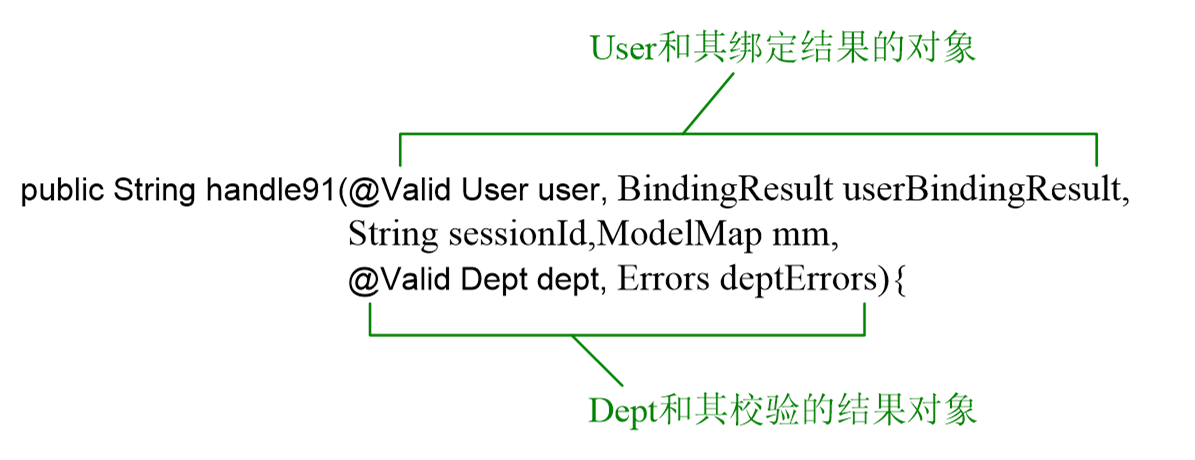 User和其绑定结果的对象
public String handle91(@Valid User user, BindingResult userBindingResult,
String sessionId,ModelMap mm,
@Valid Dept dept, Errors deptErrors){
Dept和其校验的结果对象